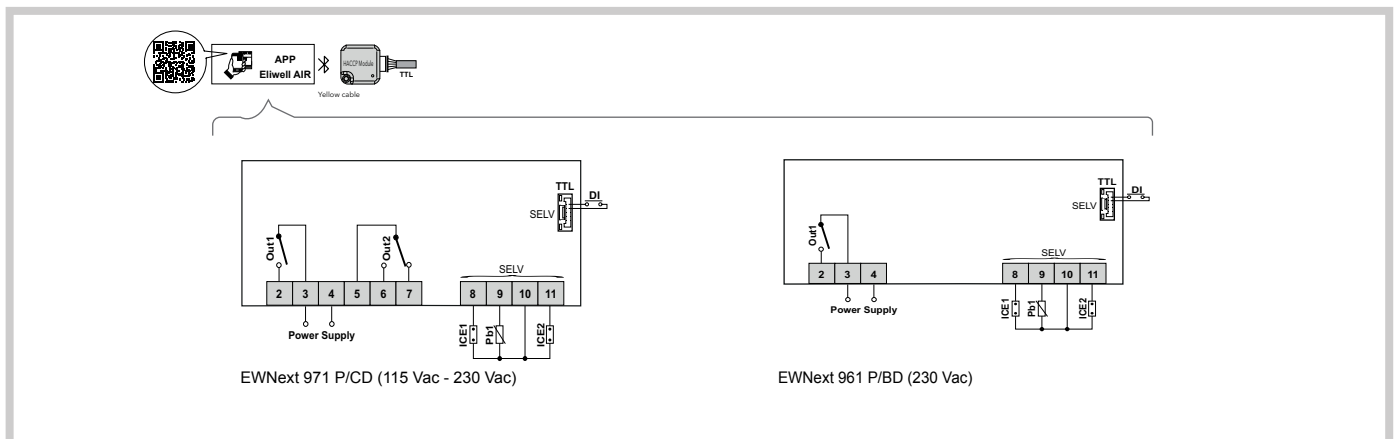 APP
Eliwell AIR
HACCP Module
TTL
Yellow cable
TTL
DI
SELV
Out1
Out2
SELV
2 3 4 5 6 7
8 9 10 11
Power Supply
ICE1
Pb1
ICE2
EWNext 971 P/CD (115 Vac - 230 Vac)
TTL
DI
SELV
Out1
SELV
2 3 4
8 9 10 11
Power Supply
ICE1
Pb1
ICE2
EWNext 961 P/BD (230 Vac)